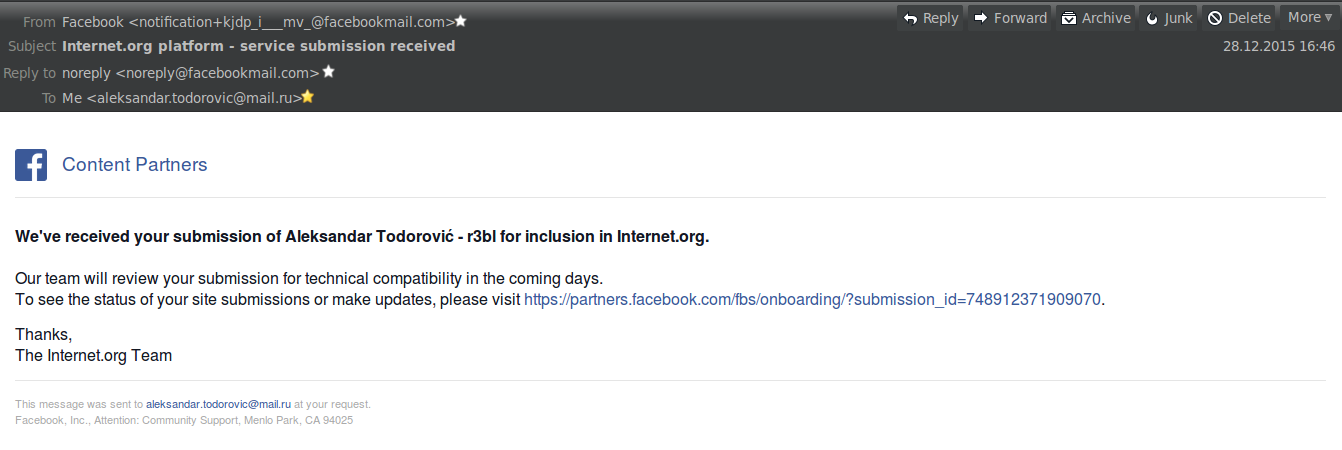 From Facebook <notification+kjdp_i___mv_@facebookmail.com> Reply Forward Archive Junk Delete More
Subject Internet.org platform - service submission received 28.12.2015 16:46
Reply to noreply <noreply@facebookmail.com>
To Me <aleksandar.todorovic@mail.ru>
Content Partners
We've received your submission of Aleksandar Todorović - r3bl for inclusion in Internet.org.
Our team will review your submission for technical compatibility in the coming days.
To see the status of your site submissions or make updates, please visit https://partners.facebook.com/fbs/onboarding/?submission_id=748912371909070.
Thanks,
The Internet.org Team
This message was sent to aleksandar.todorovic@mail.ru at your request.
Facebook, Inc., Attention: Community Support, Menlo Park, CA 94025